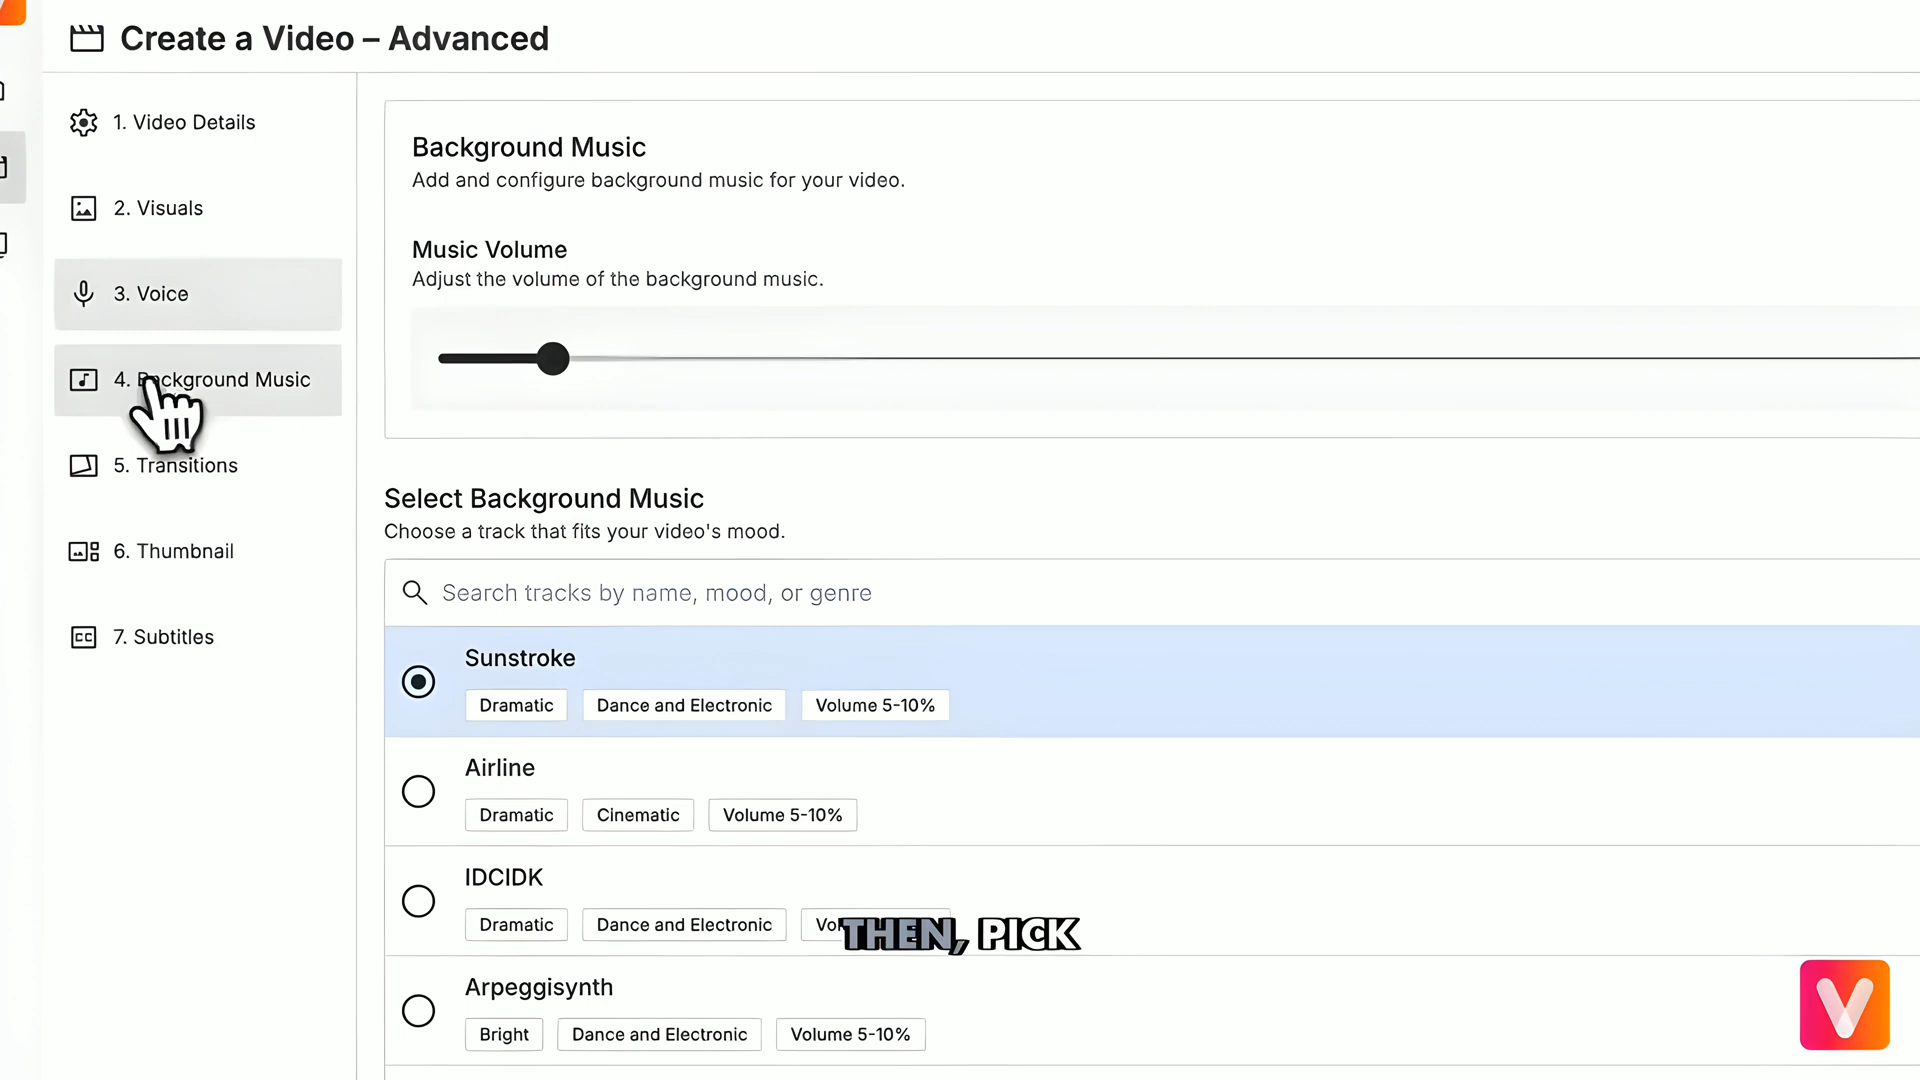 Create a Video – Advanced
1. Video Details
2. Visuals
3. Voice
4. Background Music
5. Transitions
6. Thumbnail
7. Subtitles
Background Music
Add and configure background music for your video.
Music Volume
Adjust the volume of the background music.
Select Background Music
Choose a track that fits your video's mood.
Search tracks by name, mood, or genre
Sunstroke
Dramatic Dance and Electronic Volume 5-10%
Airline
Dramatic Cinematic Volume 5-10%
IDCIDK
Dramatic Dance and Electronic
THEN, PICK
Arpeggisynth
Bright Dance and Electronic Volume 5-10%